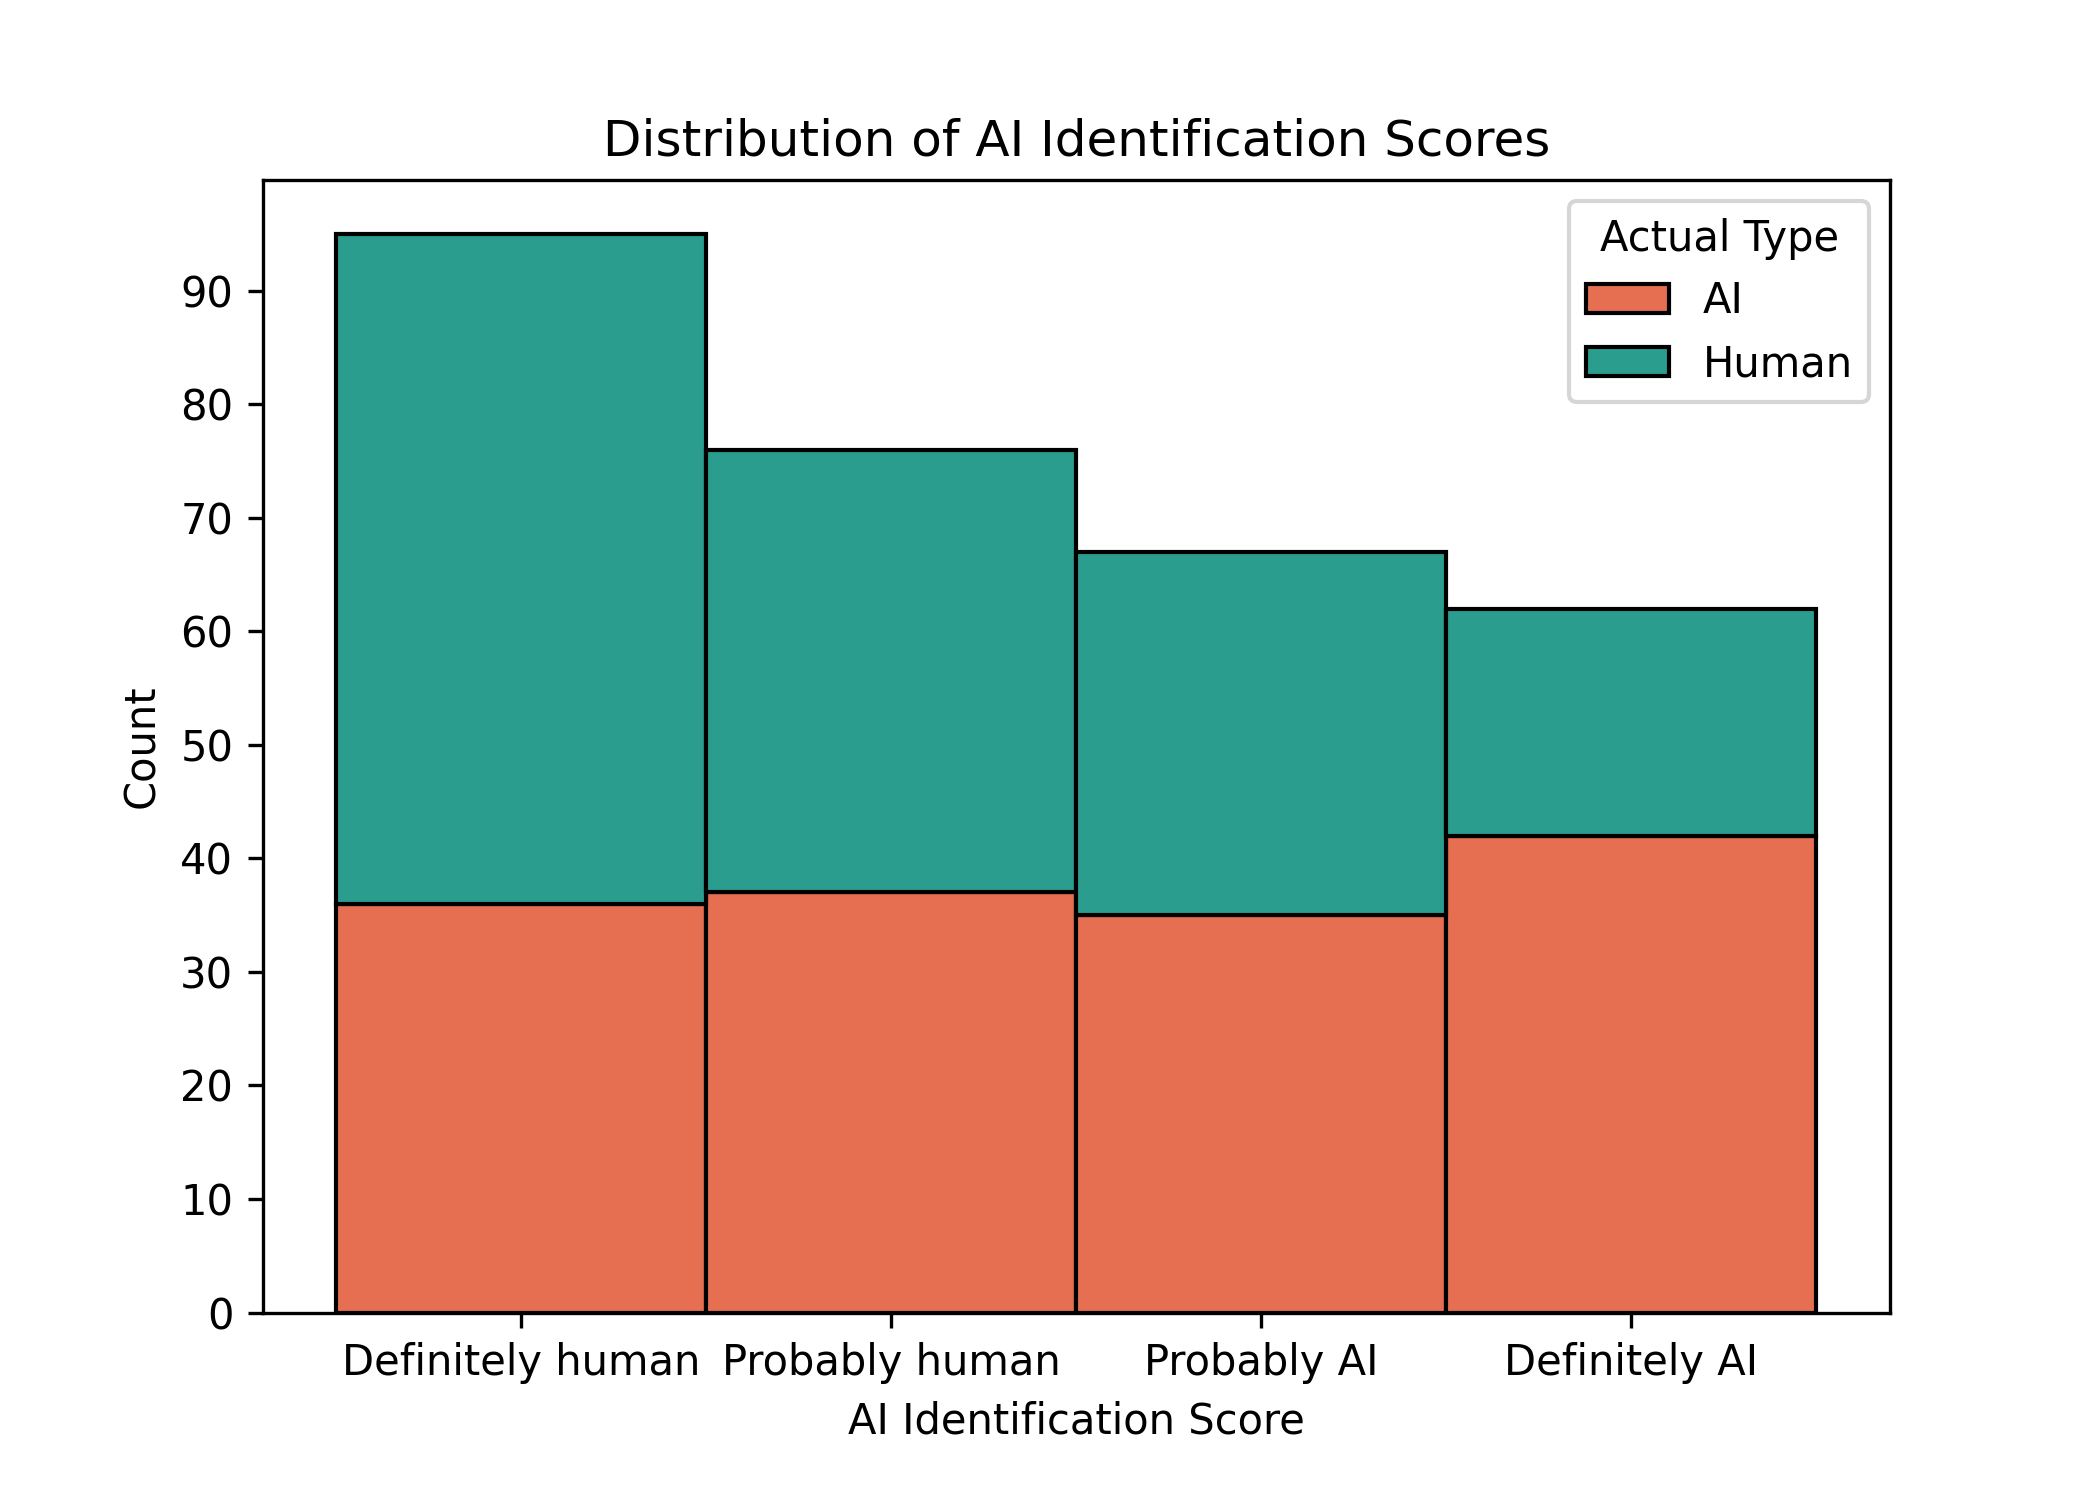 Distribution of AI Identification Scores
Actual Type
AI
Human
90
80
70
60
50
40
30
20
10
0
Count
Definitely human
Probably human
Probably AI
Definitely AI
AI Identification Score